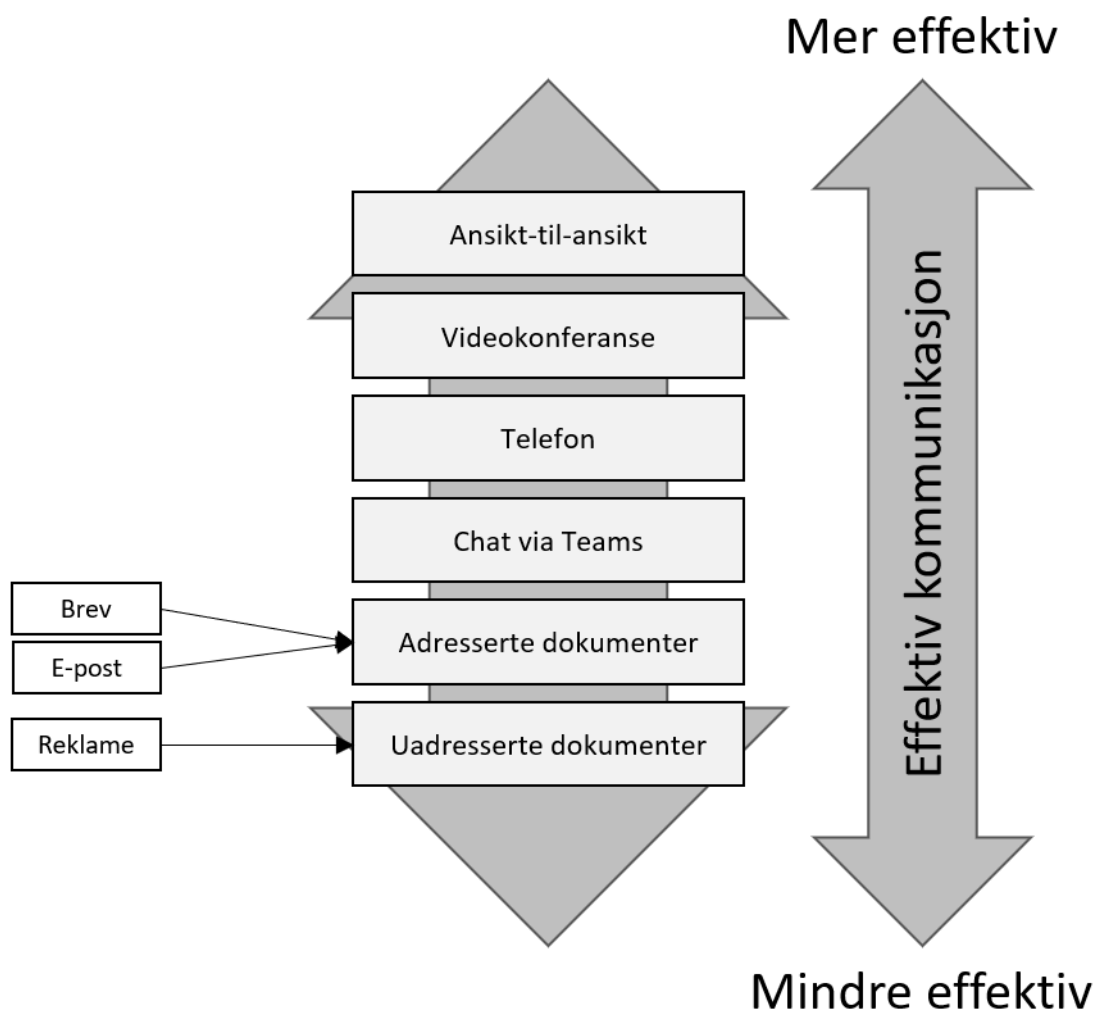 Mer effektiv
Ansikt-til-ansikt
Videokonferanse
Telefon
Chat via Teams
Brev
E-post
Adresserte dokumenter
Reklame
Uadresserte dokumenter
Effektiv kommunikasjon
Mindre effektiv